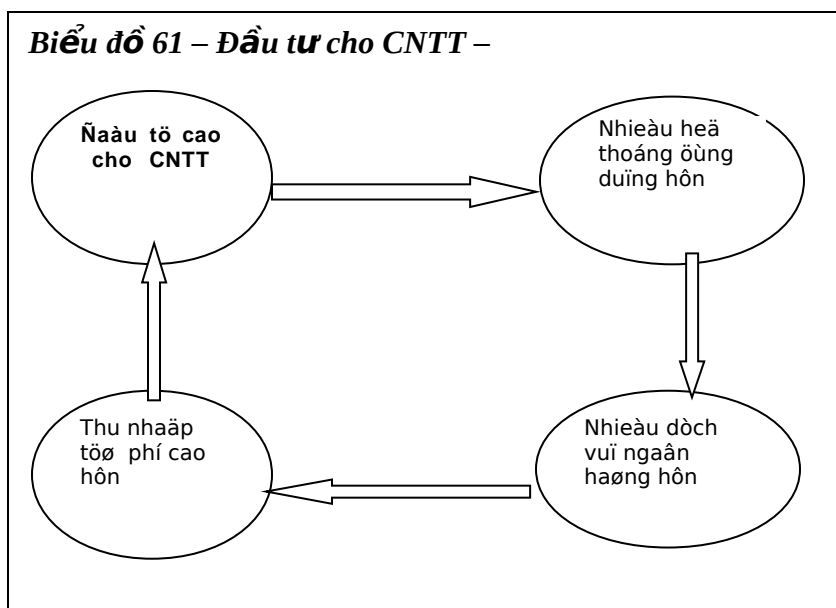 Biểu đồ 61 – Đầu tư cho CNTT –
Ñaàu tö cao
cho CNTT
Nhieàu heä
thoáng öùng
duïng hôn
Thu nhaäp
töø phí cao
hôn
Nhieàu dòch
vuï ngaân
haøng hôn